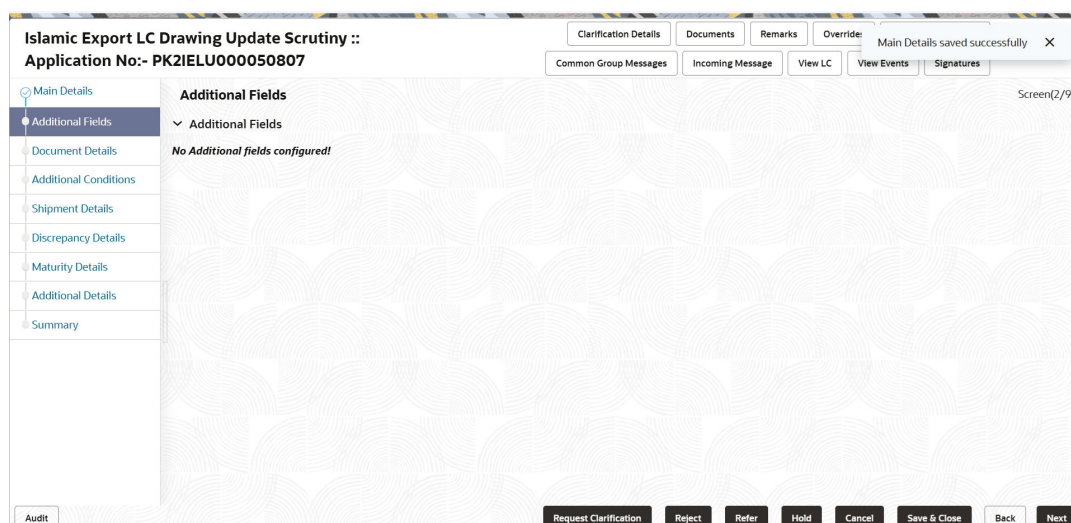 Islamic Export LC Drawing Update Scrutiny ::
Application No:- PK2IELU000050807
Clarification Details
Documents
Remarks
Overrides
Main Details saved successfully
Common Group Messages
Incoming Message
View LC
View Events
Signatures
Main Details
Additional Fields
Document Details
Additional Conditions
Shipment Details
Discrepancy Details
Maturity Details
Additional Details
Summary
Additional Fields
Screen(2/9
Additional Fields
No Additional fields configured!
Audit
Request Clarification
Reject
Refer
Hold
Cancel
Save & Close
Back
Next